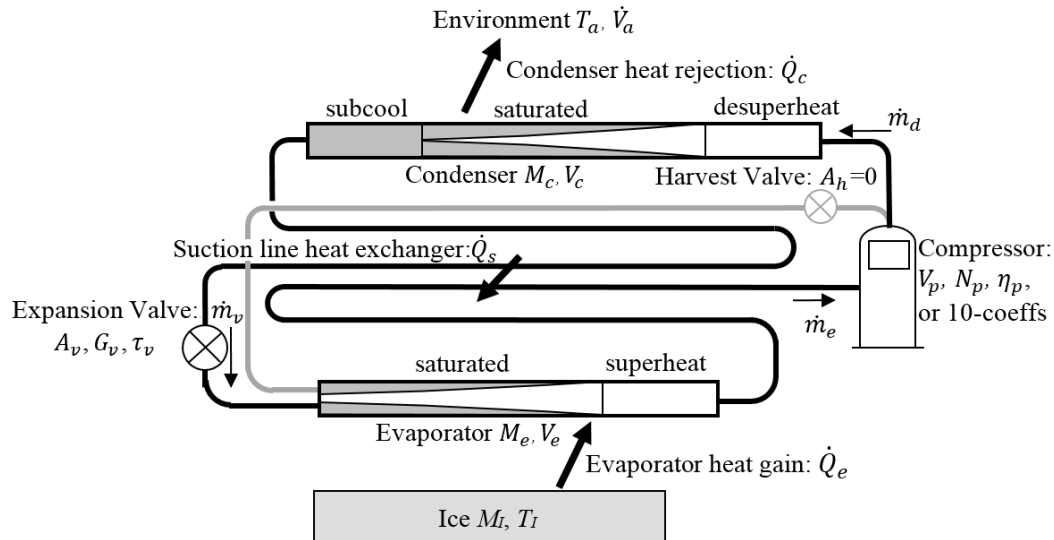 Environment Tₐ, V̇ₐ
Condenser heat rejection: Q̇_c
subcool saturated desuperheat
ṁ_d
Condenser M_c, V_c
Harvest Valve: A_h=0
Suction line heat exchanger:Q̇_s
Compressor:
V_p, N_p, η_p,
or 10-coeffs
Expansion Valve: ṁ_v
A_v, G_v, τ_v
ṁ_e
saturated superheat
Evaporator M_e, V_e
Evaporator heat gain: Q̇_e
Ice M_I, T_I